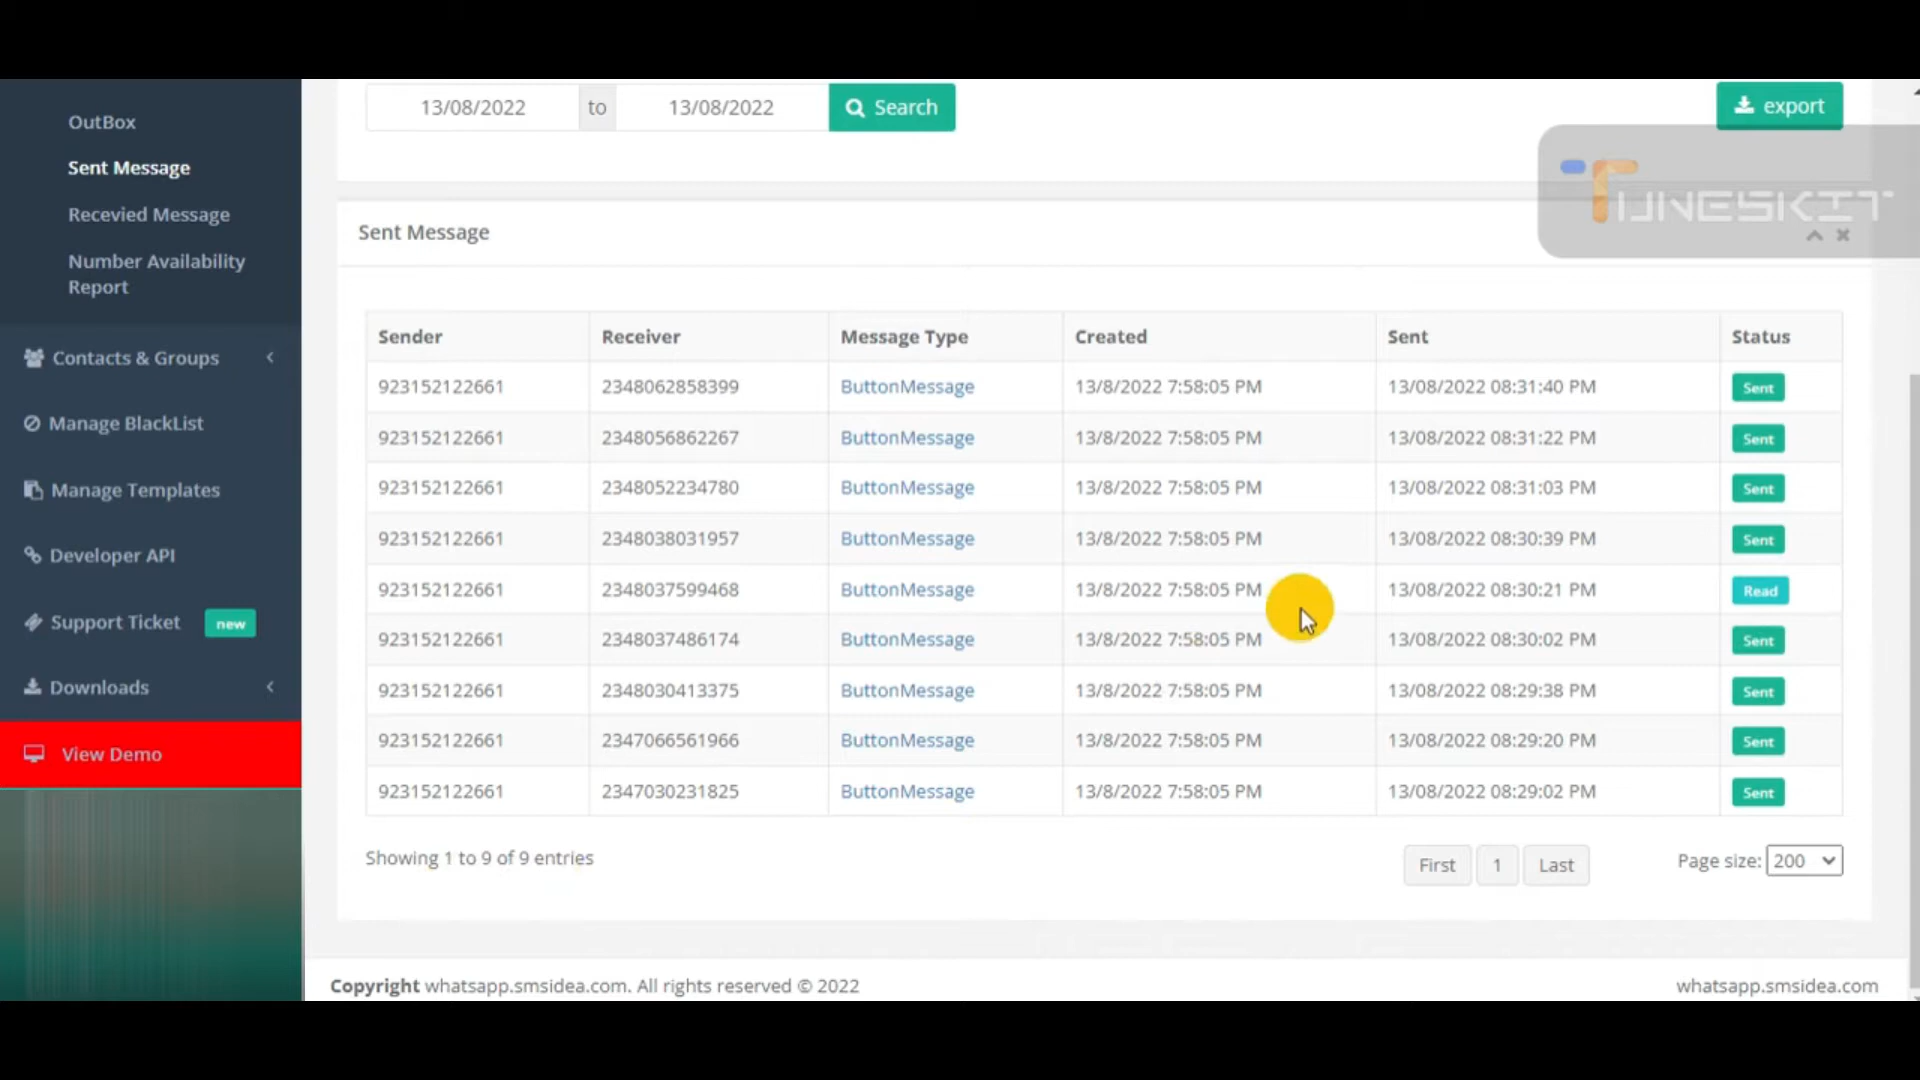 OutBox
Sent Message
Recevied Message
Number Availability
Report
Contacts & Groups
Manage BlackList
Manage Templates
Developer API
Support Ticket new
Downloads
View Demo
13/08/2022 to 13/08/2022 Search export
TUNESKIT
Sent Message
Sender Receiver Message Type Created Sent Status
923152122661 2348062858399 ButtonMessage 13/8/2022 7:58:05 PM 13/08/2022 08:31:40 PM Sent
923152122661 2348056862267 ButtonMessage 13/8/2022 7:58:05 PM 13/08/2022 08:31:22 PM Sent
923152122661 2348052234780 ButtonMessage 13/8/2022 7:58:05 PM 13/08/2022 08:31:03 PM Sent
923152122661 2348038031957 ButtonMessage 13/8/2022 7:58:05 PM 13/08/2022 08:30:39 PM Sent
923152122661 2348037599468 ButtonMessage 13/8/2022 7:58:05 PM 13/08/2022 08:30:21 PM Read
923152122661 2348037486174 ButtonMessage 13/8/2022 7:58:05 PM 13/08/2022 08:30:02 PM Sent
923152122661 2348030413375 ButtonMessage 13/8/2022 7:58:05 PM 13/08/2022 08:29:38 PM Sent
923152122661 2347066561966 ButtonMessage 13/8/2022 7:58:05 PM 13/08/2022 08:29:20 PM Sent
923152122661 2347030231825 ButtonMessage 13/8/2022 7:58:05 PM 13/08/2022 08:29:02 PM Sent
Showing 1 to 9 of 9 entries First 1 Last Page size: 200
Copyright whatsapp.smsidea.com. All rights reserved © 2022 whatsapp.smsidea.com